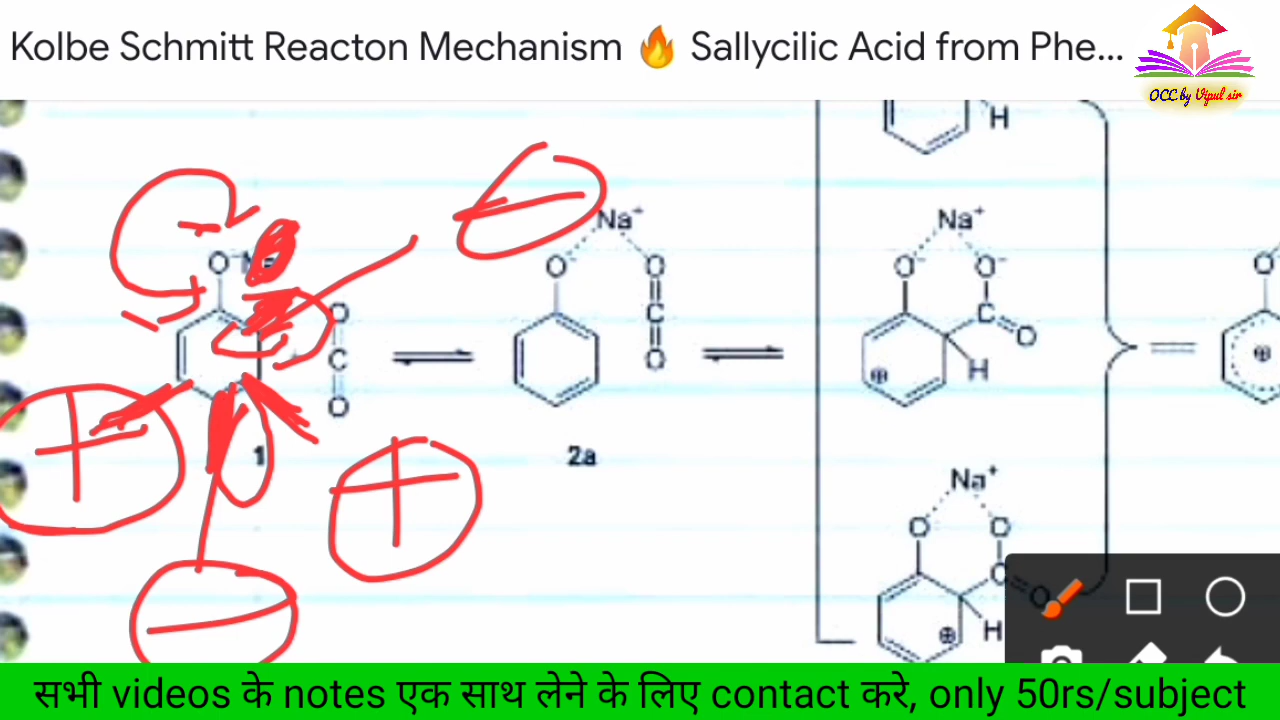 Kolbe Schmitt Reacton Mechanism 🔥 Sallycilic Acid from Phe...
OCC by Vipul sir
H
Na⁺
Na⁺
O⁻
O
O
O⁻
O⁻
O
O
C
C
C
O
H
O
O
⊕
⊕
1
2a
Na⁺
O
O
C
O
⊕
H
सभी videos के notes एक साथ लेने के लिए contact करे, only 50rs/subject